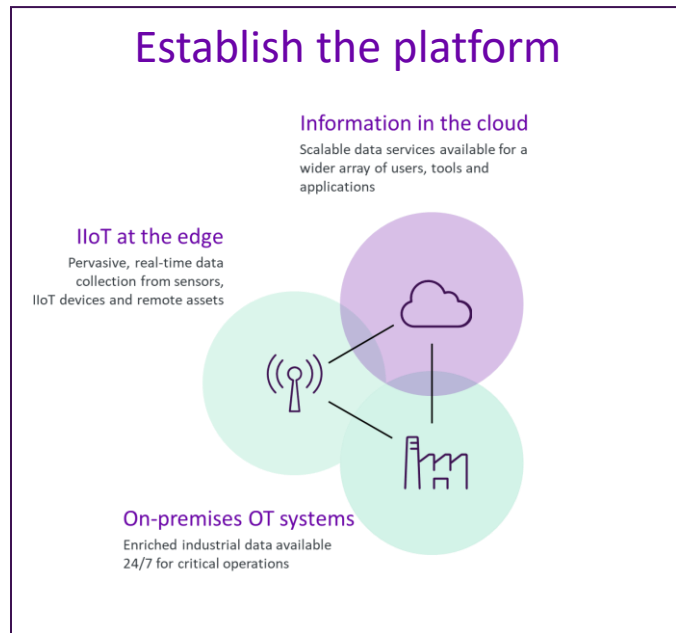 Establish the platform
Information in the cloud
Scalable data services available for a
wider array of users, tools and
applications
IIoT at the edge
Pervasive, real-time data
collection from sensors,
IIoT devices and remote assets
On-premises OT systems
Enriched industrial data available
24/7 for critical operations